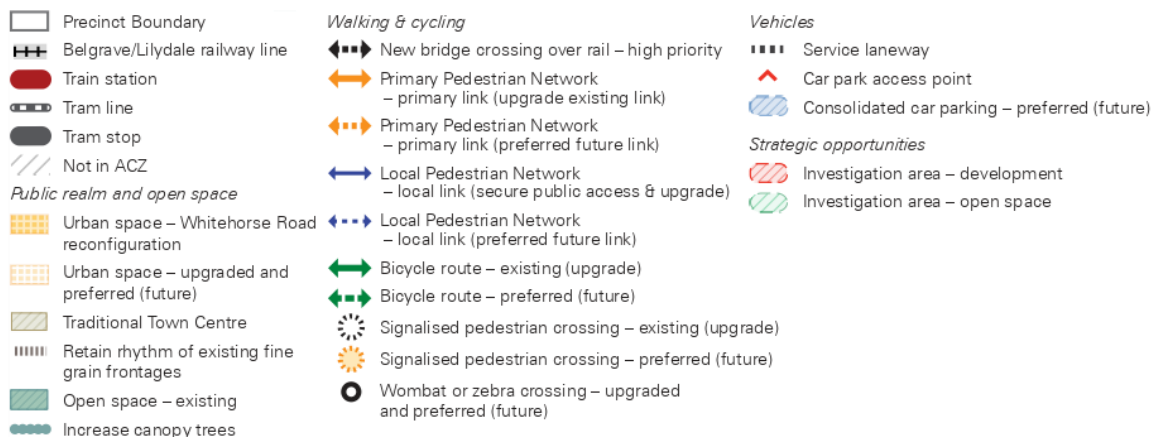 Precinct Boundary
Belgrave/Lilydale railway line
Train station
Tram line
Tram stop
Not in ACZ
Public realm and open space
Urban space – Whitehorse Road
reconfiguration
Urban space – upgraded and
preferred (future)
Traditional Town Centre
Retain rhythm of existing fine
grain frontages
Open space – existing
Increase canopy trees
Walking & cycling
New bridge crossing over rail – high priority
Primary Pedestrian Network
– primary link (upgrade existing link)
Primary Pedestrian Network
– primary link (preferred future link)
Local Pedestrian Network
– local link (secure public access & upgrade)
Local Pedestrian Network
– local link (preferred future link)
Bicycle route – existing (upgrade)
Bicycle route – preferred (future)
Signalised pedestrian crossing – existing (upgrade)
Signalised pedestrian crossing – preferred (future)
Wombat or zebra crossing – upgraded
and preferred (future)
Vehicles
Service laneway
Car park access point
Consolidated car parking – preferred (future)
Strategic opportunities
Investigation area – development
Investigation area – open space